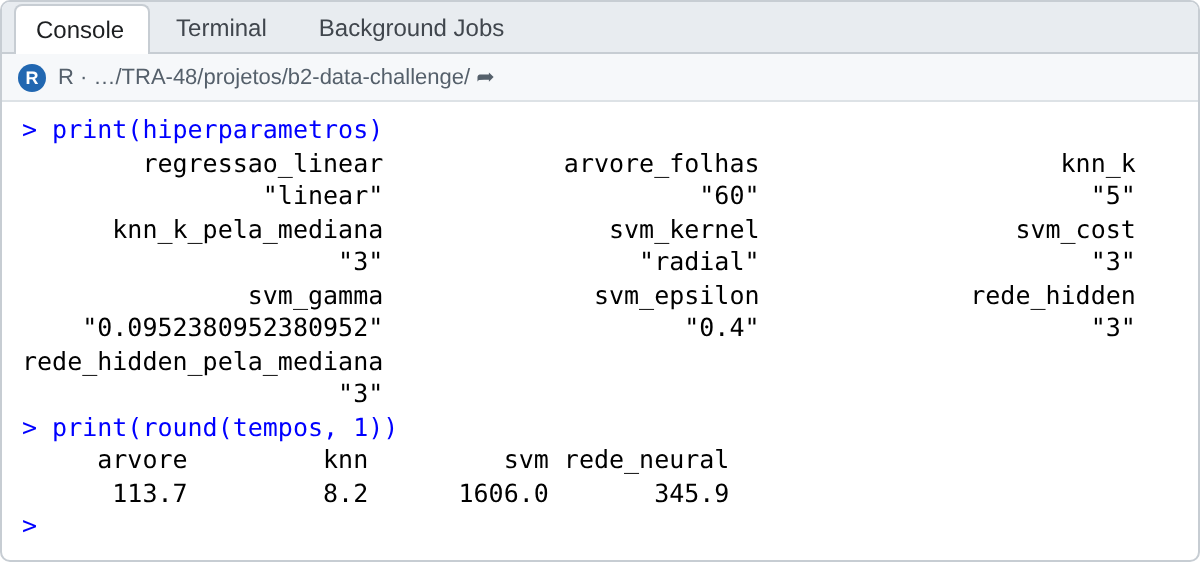 Console Terminal Background Jobs
R R · …/TRA-48/projetos/b2-data-challenge/ ➦
> print(hiperparametros)
regressao_linear arvore_folhas knn_k
"linear" "60" "5"
knn_k_pela_mediana svm_kernel svm_cost
"3" "radial" "3"
svm_gamma svm_epsilon rede_hidden
"0.0952380952380952" "0.4" "3"
rede_hidden_pela_mediana
"3"
> print(round(tempos, 1))
arvore knn svm rede_neural
113.7 8.2 1606.0 345.9
>